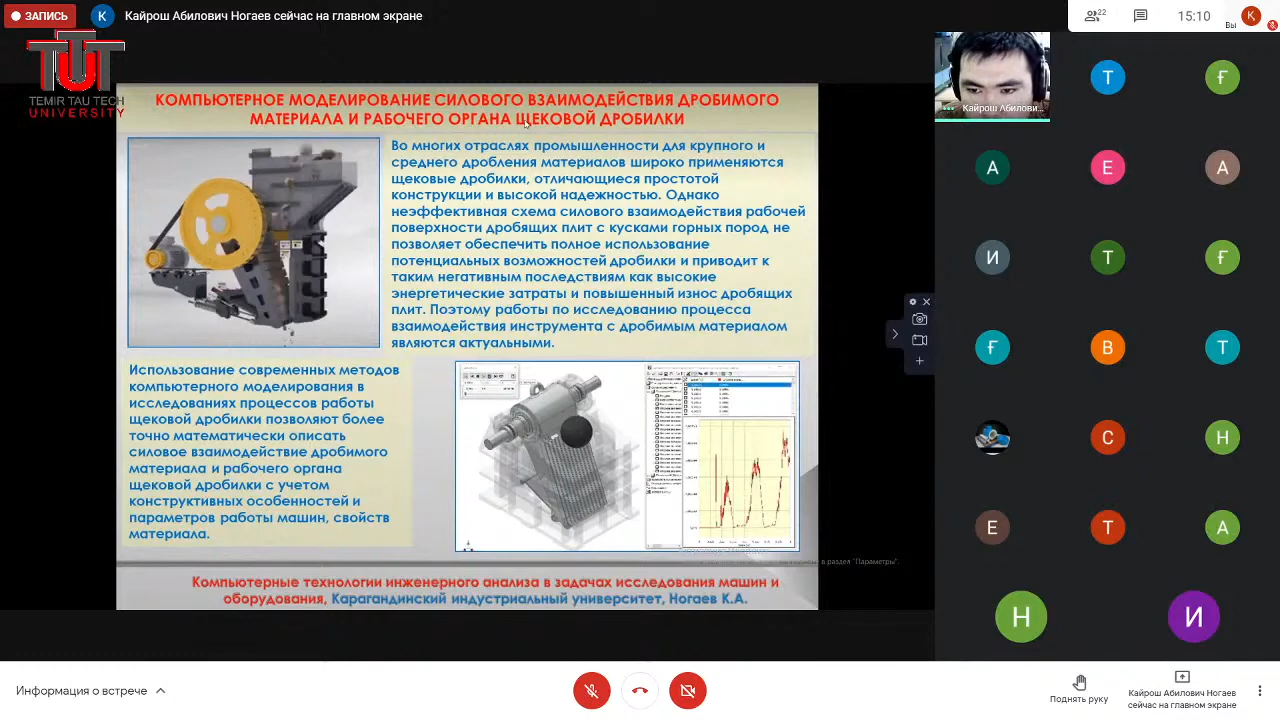 ЗАПИСЬ
К
Кайрош Абилович Ногаев сейчас на главном экране
22
15:10
Вы
TEMIR TAU TECH
UNIVERSITY
КОМПЬЮТЕРНОЕ МОДЕЛИРОВАНИЕ СИЛОВОГО ВЗАИМОДЕЙСТВИЯ ДРОБИМОГО
МАТЕРИАЛА И РАБОЧЕГО ОРГАНА ЩЕКОВОЙ ДРОБИЛКИ
Во многих отраслях промышленности для крупного и
среднего дробления материалов широко применяются
щековые дробилки, отличающиеся простотой
конструкции и высокой надежностью. Однако
неэффективная схема силового взаимодействия рабочей
поверхности дробящих плит с кусками горных пород не
позволяет обеспечить полное использование
потенциальных возможностей дробилки и приводит к
таким негативным последствиям как высокие
энергетические затраты и повышенный износ дробящих
плит. Поэтому работы по исследованию процесса
взаимодействия инструмента с дробимым материалом
являются актуальными.
Использование современных методов
компьютерного моделирования в
исследованиях процессов работы
щековой дробилки позволяют более
точно математически описать
силовое взаимодействие дробимого
материала и рабочего органа
щековой дробилки с учетом
конструктивных особенностей и
параметров работы машин, свойств
материала.
в раздел "Параметры".
Компьютерные технологии инженерного анализа в задачах исследования машин и
оборудования, Карагандинский индустриальный университет, Ногаев К.А.
Кайрош Абилови...
Т
Ғ
А
Е
А
И
Т
Ғ
Ғ
В
Т
С
Н
Е
Т
А
Н
И
Информация о встрече
Поднять руку
Кайрош Абилович Ногаев
сейчас на главном экране